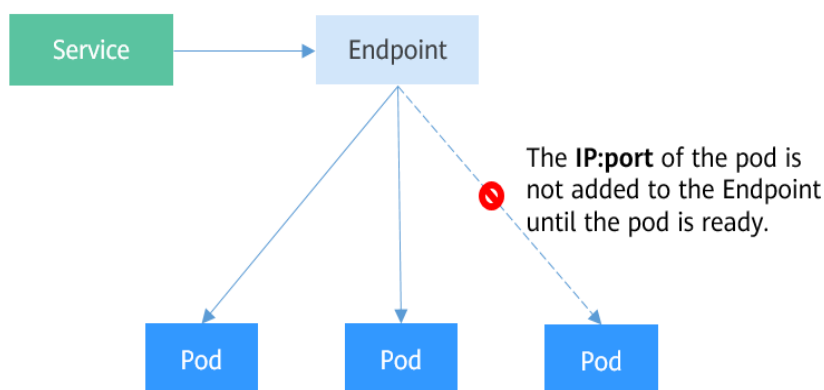 Service
Endpoint
The IP:port of the pod is
not added to the Endpoint
until the pod is ready.
Pod
Pod
Pod